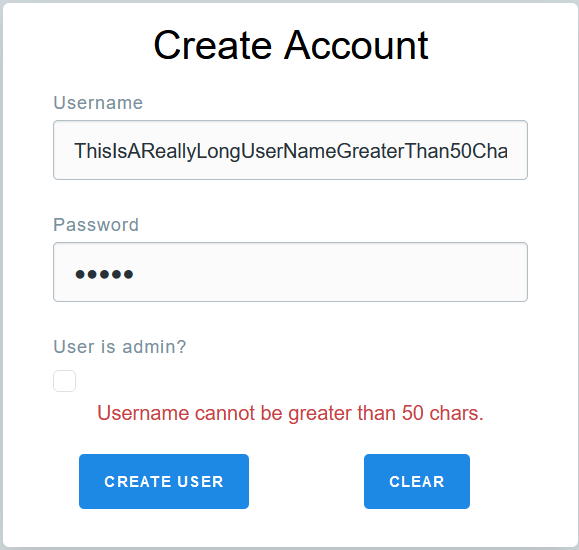 Create Account
Username
ThisIsAReallyLongUserNameGreaterThan50Cha
Password
•••••
User is admin?
Username cannot be greater than 50 chars.
CREATE USER
CLEAR